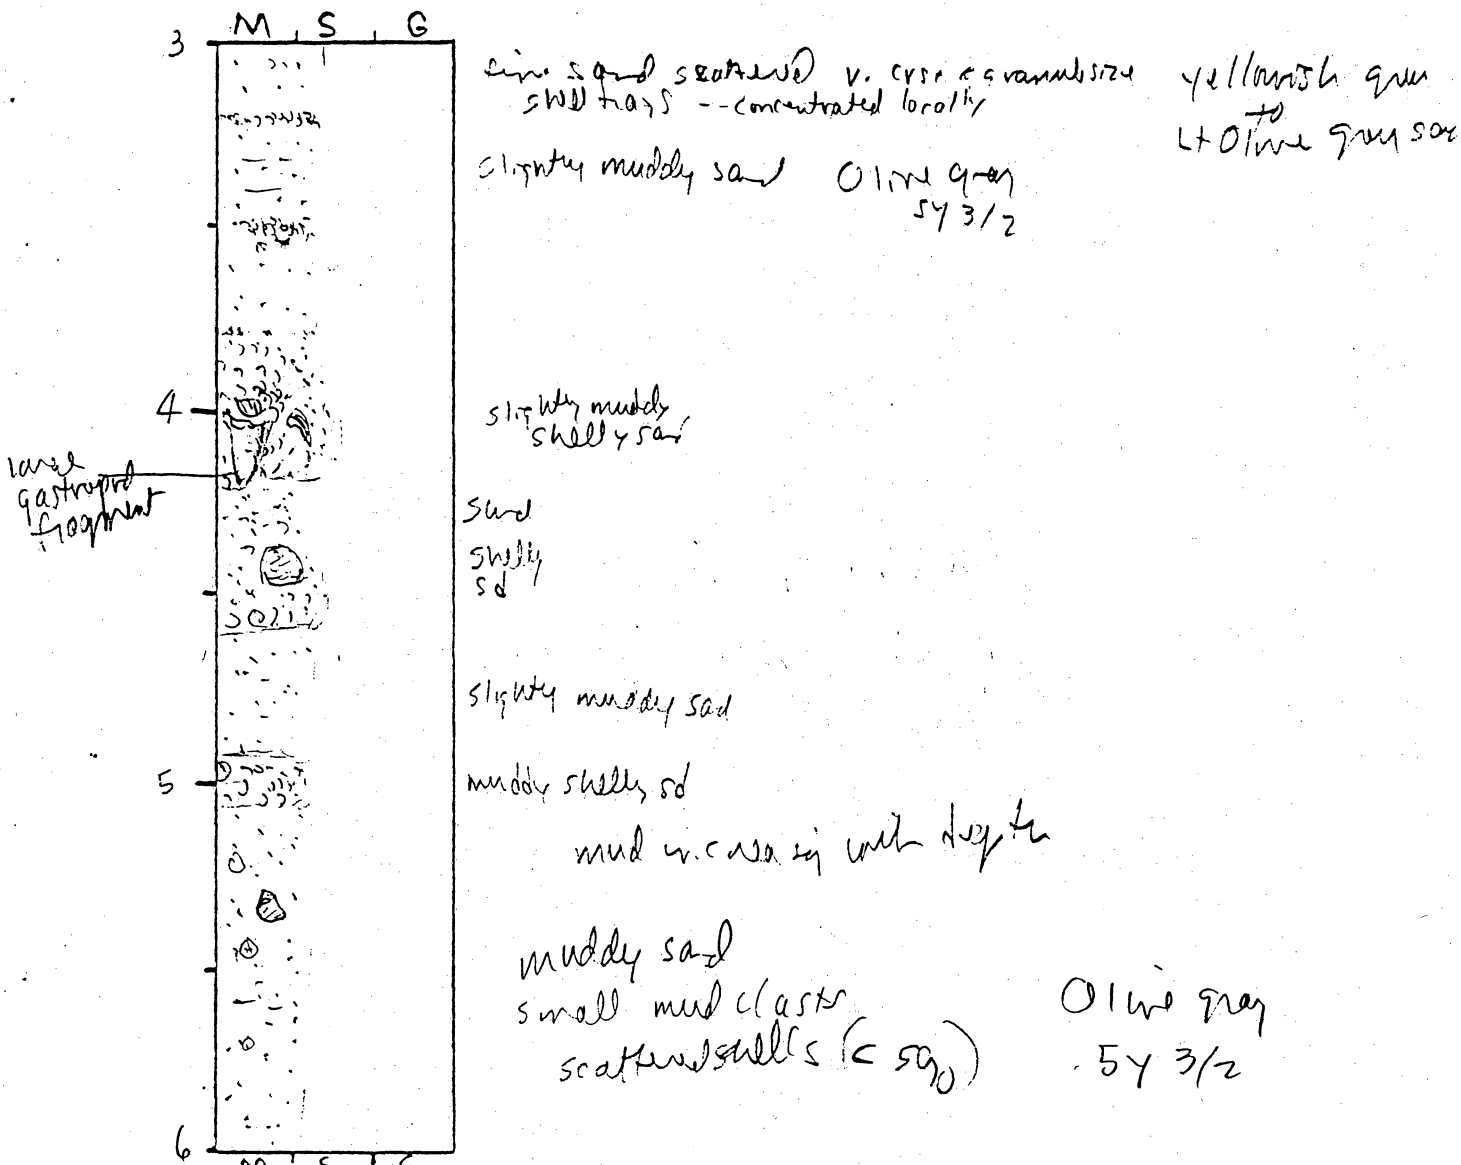 M S G
3
fine sand scattered v. crse & granule size
shell frags -- concentrated locally
yellowish gray
to
Lt Olive gray
slightly muddy sand Olive gray
5Y 3/2
4
slightly muddy
shelly sand
large
gastropod
fragment
sand
shelly
sd
slightly muddy sand
5
muddy shelly sd
mud increasing with depth
muddy sand
small mud clasts
scattered shells (< 5%)
Olive gray
5Y 3/2
6
M S G